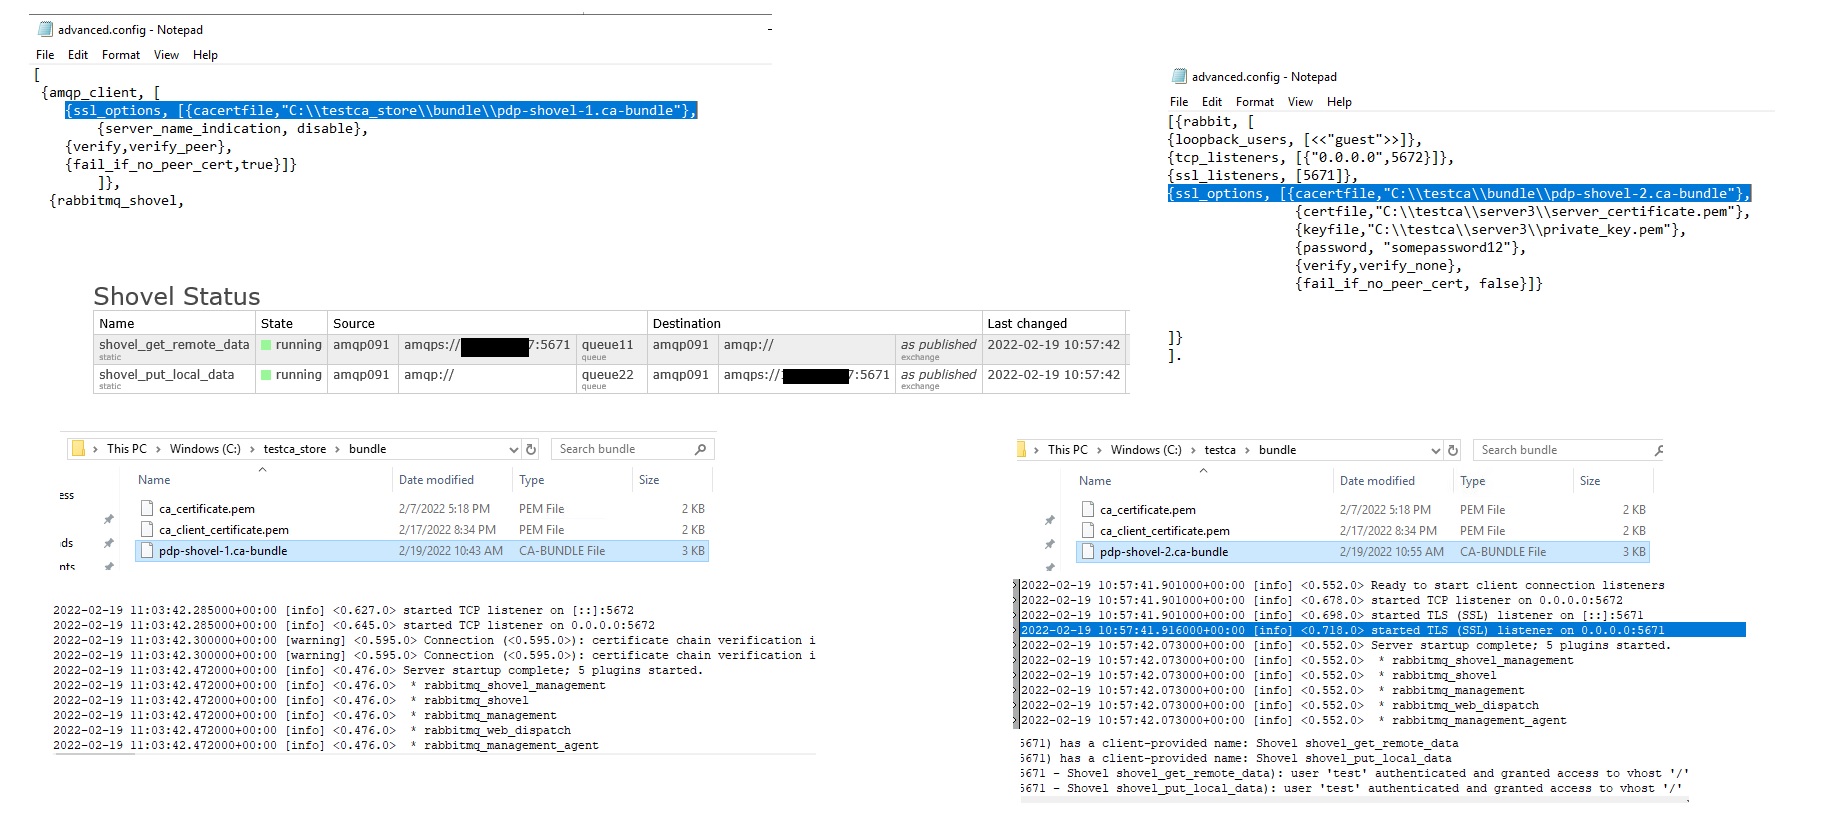 advanced.config - Notepad
File Edit Format View Help
[
{amqp_client, [
{ssl_options, [{cacertfile,"C:\\testca_store\\bundle\\pdp-shovel-1.ca-bundle"},
{server_name_indication, disable},
{verify,verify_peer},
{fail_if_no_peer_cert,true}]}
]},
{rabbitmq_shovel,
advanced.config - Notepad
File Edit Format View Help
[{rabbit, [
{loopback_users, [<<"guest">>]},
{tcp_listeners, [{"0.0.0.0",5672}]},
{ssl_listeners, [5671]},
{ssl_options, [{cacertfile,"C:\\testca\\bundle\\pdp-shovel-2.ca-bundle"},
{certfile,"C:\\testca\\server3\\server_certificate.pem"},
{keyfile,"C:\\testca\\server3\\private_key.pem"},
{password, "somepassword12"},
{verify,verify_none},
{fail_if_no_peer_cert, false}]}
]}
].
Shovel Status
Name State Source Destination Last changed
shovel_get_remote_data running amqp091 amqps:// 7:5671 queue11 amqp091 amqp:// as published 2022-02-19 10:57:42
static queue exchange
shovel_put_local_data running amqp091 amqp:// queue22 amqp091 amqps:// 7:5671 as published 2022-02-19 10:57:42
static queue exchange
This PC > Windows (C:) > testca_store > bundle Search bundle
Name Date modified Type Size
ess
ca_certificate.pem 2/7/2022 5:18 PM PEM File 2 KB
ca_client_certificate.pem 2/17/2022 8:34 PM PEM File 2 KB
ds pdp-shovel-1.ca-bundle 2/19/2022 10:43 AM CA-BUNDLE File 3 KB
nts
This PC > Windows (C:) > testca > bundle Search bundle
Name Date modified Type Size
ca_certificate.pem 2/7/2022 5:18 PM PEM File 2 KB
ca_client_certificate.pem 2/17/2022 8:34 PM PEM File 2 KB
pdp-shovel-2.ca-bundle 2/19/2022 10:55 AM CA-BUNDLE File 3 KB
2022-02-19 11:03:42.285000+00:00 [info] <0.627.0> started TCP listener on [::]:5672
2022-02-19 11:03:42.285000+00:00 [info] <0.645.0> started TCP listener on 0.0.0.0:5672
2022-02-19 11:03:42.300000+00:00 [warning] <0.595.0> Connection (<0.595.0>): certificate chain verification i
2022-02-19 11:03:42.300000+00:00 [warning] <0.595.0> Connection (<0.595.0>): certificate chain verification i
2022-02-19 11:03:42.472000+00:00 [info] <0.476.0> Server startup complete; 5 plugins started.
2022-02-19 11:03:42.472000+00:00 [info] <0.476.0> * rabbitmq_shovel_management
2022-02-19 11:03:42.472000+00:00 [info] <0.476.0> * rabbitmq_shovel
2022-02-19 11:03:42.472000+00:00 [info] <0.476.0> * rabbitmq_management
2022-02-19 11:03:42.472000+00:00 [info] <0.476.0> * rabbitmq_web_dispatch
2022-02-19 11:03:42.472000+00:00 [info] <0.476.0> * rabbitmq_management_agent
2022-02-19 10:57:41.901000+00:00 [info] <0.552.0> Ready to start client connection listeners
2022-02-19 10:57:41.901000+00:00 [info] <0.678.0> started TCP listener on 0.0.0.0:5672
2022-02-19 10:57:41.901000+00:00 [info] <0.698.0> started TLS (SSL) listener on [::]:5671
2022-02-19 10:57:41.916000+00:00 [info] <0.718.0> started TLS (SSL) listener on 0.0.0.0:5671
2022-02-19 10:57:42.073000+00:00 [info] <0.552.0> Server startup complete; 5 plugins started.
2022-02-19 10:57:42.073000+00:00 [info] <0.552.0> * rabbitmq_shovel_management
2022-02-19 10:57:42.073000+00:00 [info] <0.552.0> * rabbitmq_shovel
2022-02-19 10:57:42.073000+00:00 [info] <0.552.0> * rabbitmq_management
2022-02-19 10:57:42.073000+00:00 [info] <0.552.0> * rabbitmq_web_dispatch
2022-02-19 10:57:42.073000+00:00 [info] <0.552.0> * rabbitmq_management_agent
5671) has a client-provided name: Shovel shovel_get_remote_data
5671) has a client-provided name: Shovel shovel_put_local_data
5671 - Shovel shovel_get_remote_data): user 'test' authenticated and granted access to vhost '/'
5671 - Shovel shovel_put_local_data): user 'test' authenticated and granted access to vhost '/'